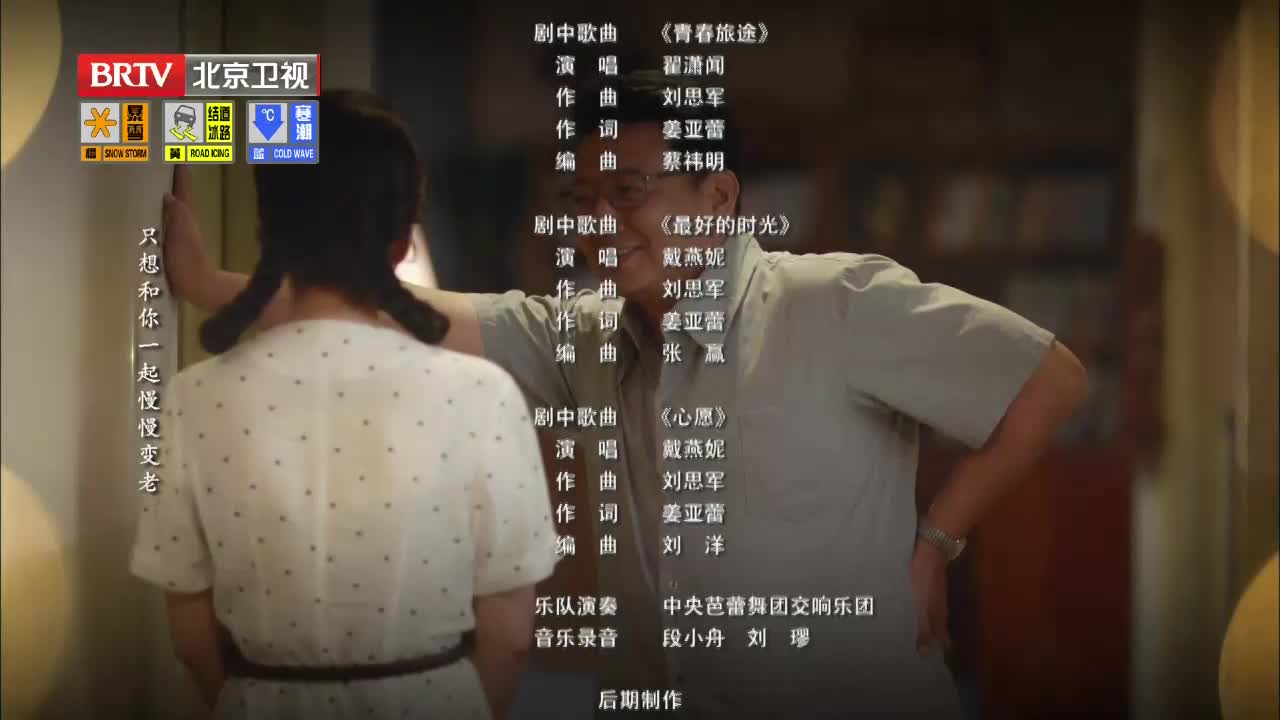 BRTV 北京卫视
暴雪
橙 SNOW STORM
道路结冰
黄 ROAD ICING
℃ 寒潮
蓝 COLD WAVE
只想和你一起慢慢变老
剧中歌曲 《青春旅途》
演 唱 翟潇闻
作 曲 刘思军
作 词 姜亚蕾
编 曲 蔡祎明
剧中歌曲 《最好的时光》
演 唱 戴燕妮
作 曲 刘思军
作 词 姜亚蕾
编 曲 张 赢
剧中歌曲 《心愿》
演 唱 戴燕妮
作 曲 刘思军
作 词 姜亚蕾
编 曲 刘 洋
乐队演奏 中央芭蕾舞团交响乐团
音乐录音 段小舟 刘 璆
后期制作